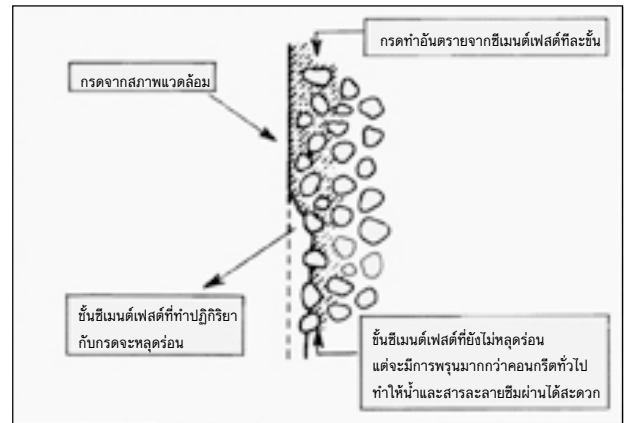 กรดทำอันตรายจากซีเมนต์เฟสต์ทีละชั้น
กรดจากสภาพแวดล้อม
ชั้นซีเมนต์เฟสต์ที่ทำปฏิกิริยา
กับกรดจะหลุดร่อน
ชั้นซีเมนต์เฟสต์ที่ยังไม่หลุดร่อน
แต่จะมีการพรุนมากกว่าคอนกรีตทั่วไป
ทำให้น้ำและสารละลายซึมผ่านได้สะดวก